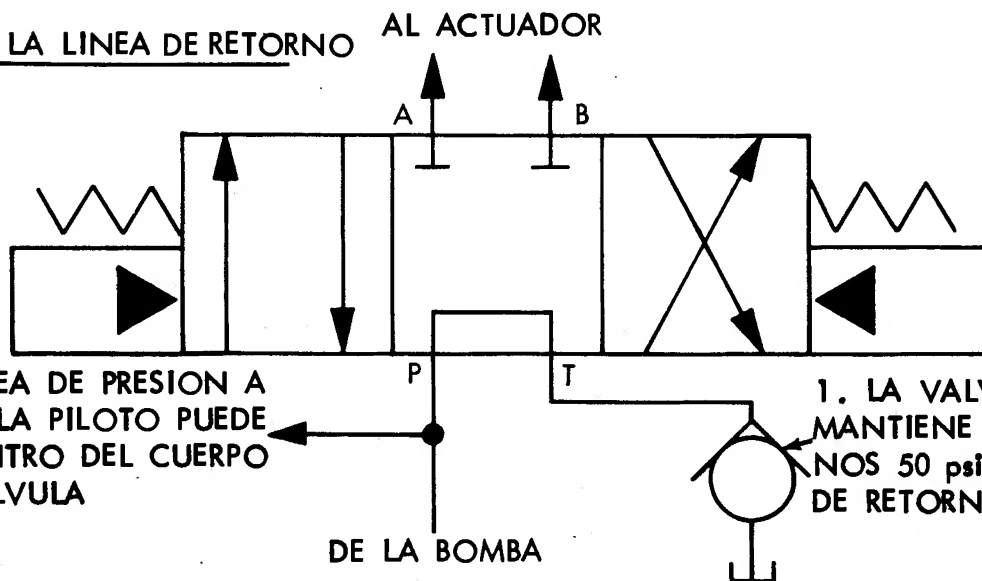 LA LINEA DE RETORNO
AL ACTUADOR
A
B
P
T
EA DE PRESION A
LA PILOTO PUEDE
NTRO DEL CUERPO
LVULA
1. LA VALV
MANTIENE
NOS 50 psi
DE RETORN
DE LA BOMBA